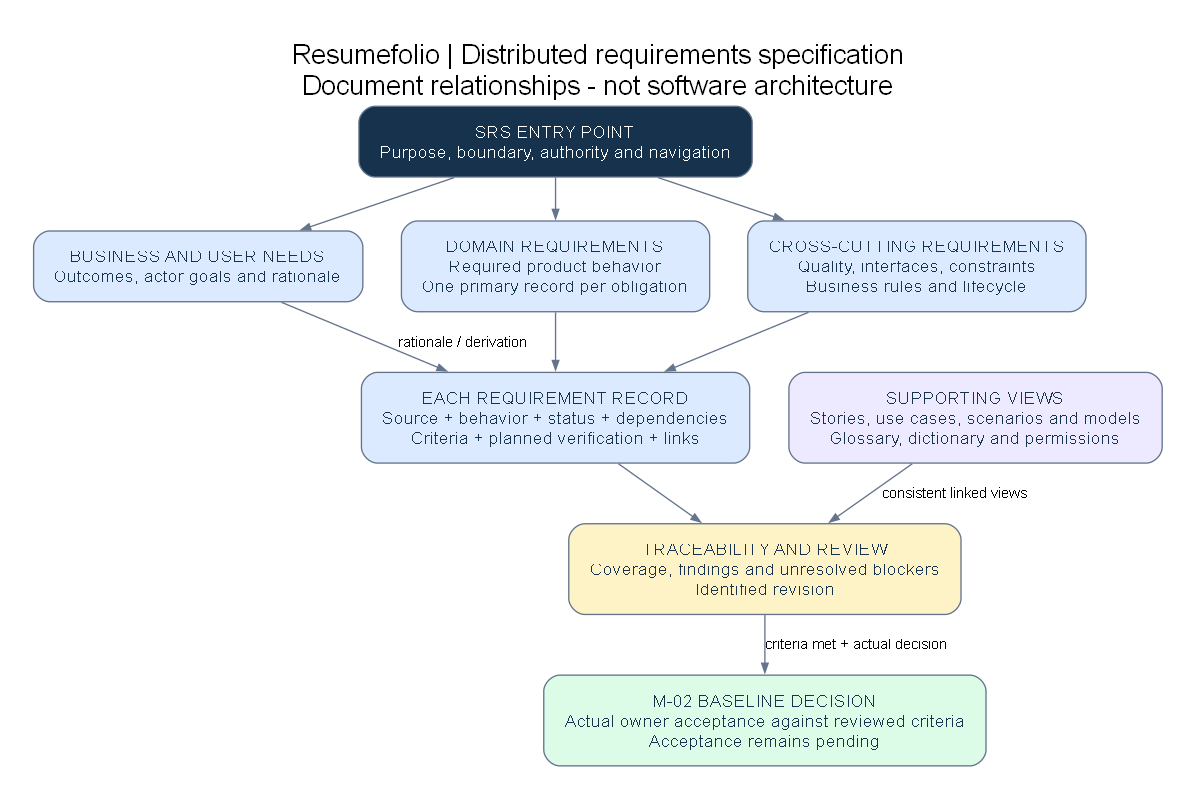 Resumefolio | Distributed requirements specification
Document relationships - not software architecture
SRS ENTRY POINT
Purpose, boundary, authority and navigation
BUSINESS AND USER NEEDS
Outcomes, actor goals and rationale
DOMAIN REQUIREMENTS
Required product behavior
One primary record per obligation
CROSS-CUTTING REQUIREMENTS
Quality, interfaces, constraints
Business rules and lifecycle
rationale / derivation
EACH REQUIREMENT RECORD
Source + behavior + status + dependencies
Criteria + planned verification + links
SUPPORTING VIEWS
Stories, use cases, scenarios and models
Glossary, dictionary and permissions
consistent linked views
TRACEABILITY AND REVIEW
Coverage, findings and unresolved blockers
Identified revision
criteria met + actual decision
M-02 BASELINE DECISION
Actual owner acceptance against reviewed criteria
Acceptance remains pending